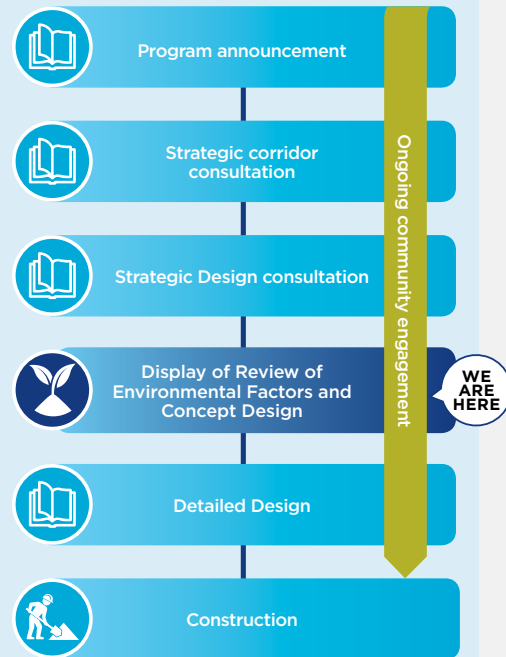 Program announcement
Strategic corridor
consultation
Strategic Design consultation
Display of Review of
Environmental Factors and
Concept Design
WE
ARE
HERE
Detailed Design
Construction
Ongoing community engagement